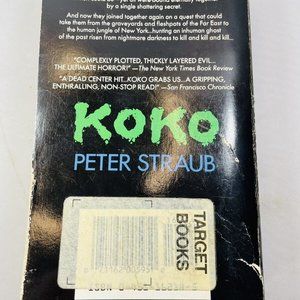 by a single shattering secret.
And now they joined together again on a quest that could
take them from the graveyards and fleshpots of the Far East to
the human jungle of New York...hunting an inhuman ghost
of the past risen from nightmare darkness to kill and kill and kill...
"COMPLEXLY PLOTTED, THICKLY LAYERED EVIL...
THE ULTIMATE HORROR!" —The New York Times Book Review
"A DEAD CENTER HIT...KOKO GRABS US...A GRIPPING,
ENTHRALLING, NON-STOP READ!" —San Francisco Chronicle
KOKO
PETER STRAUB
TARGET
BOOKS